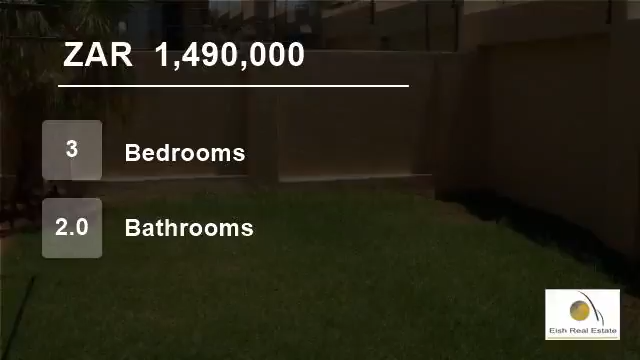 ZAR 1,490,000
3
Bedrooms
2.0
Bathrooms
Eish Real Estate